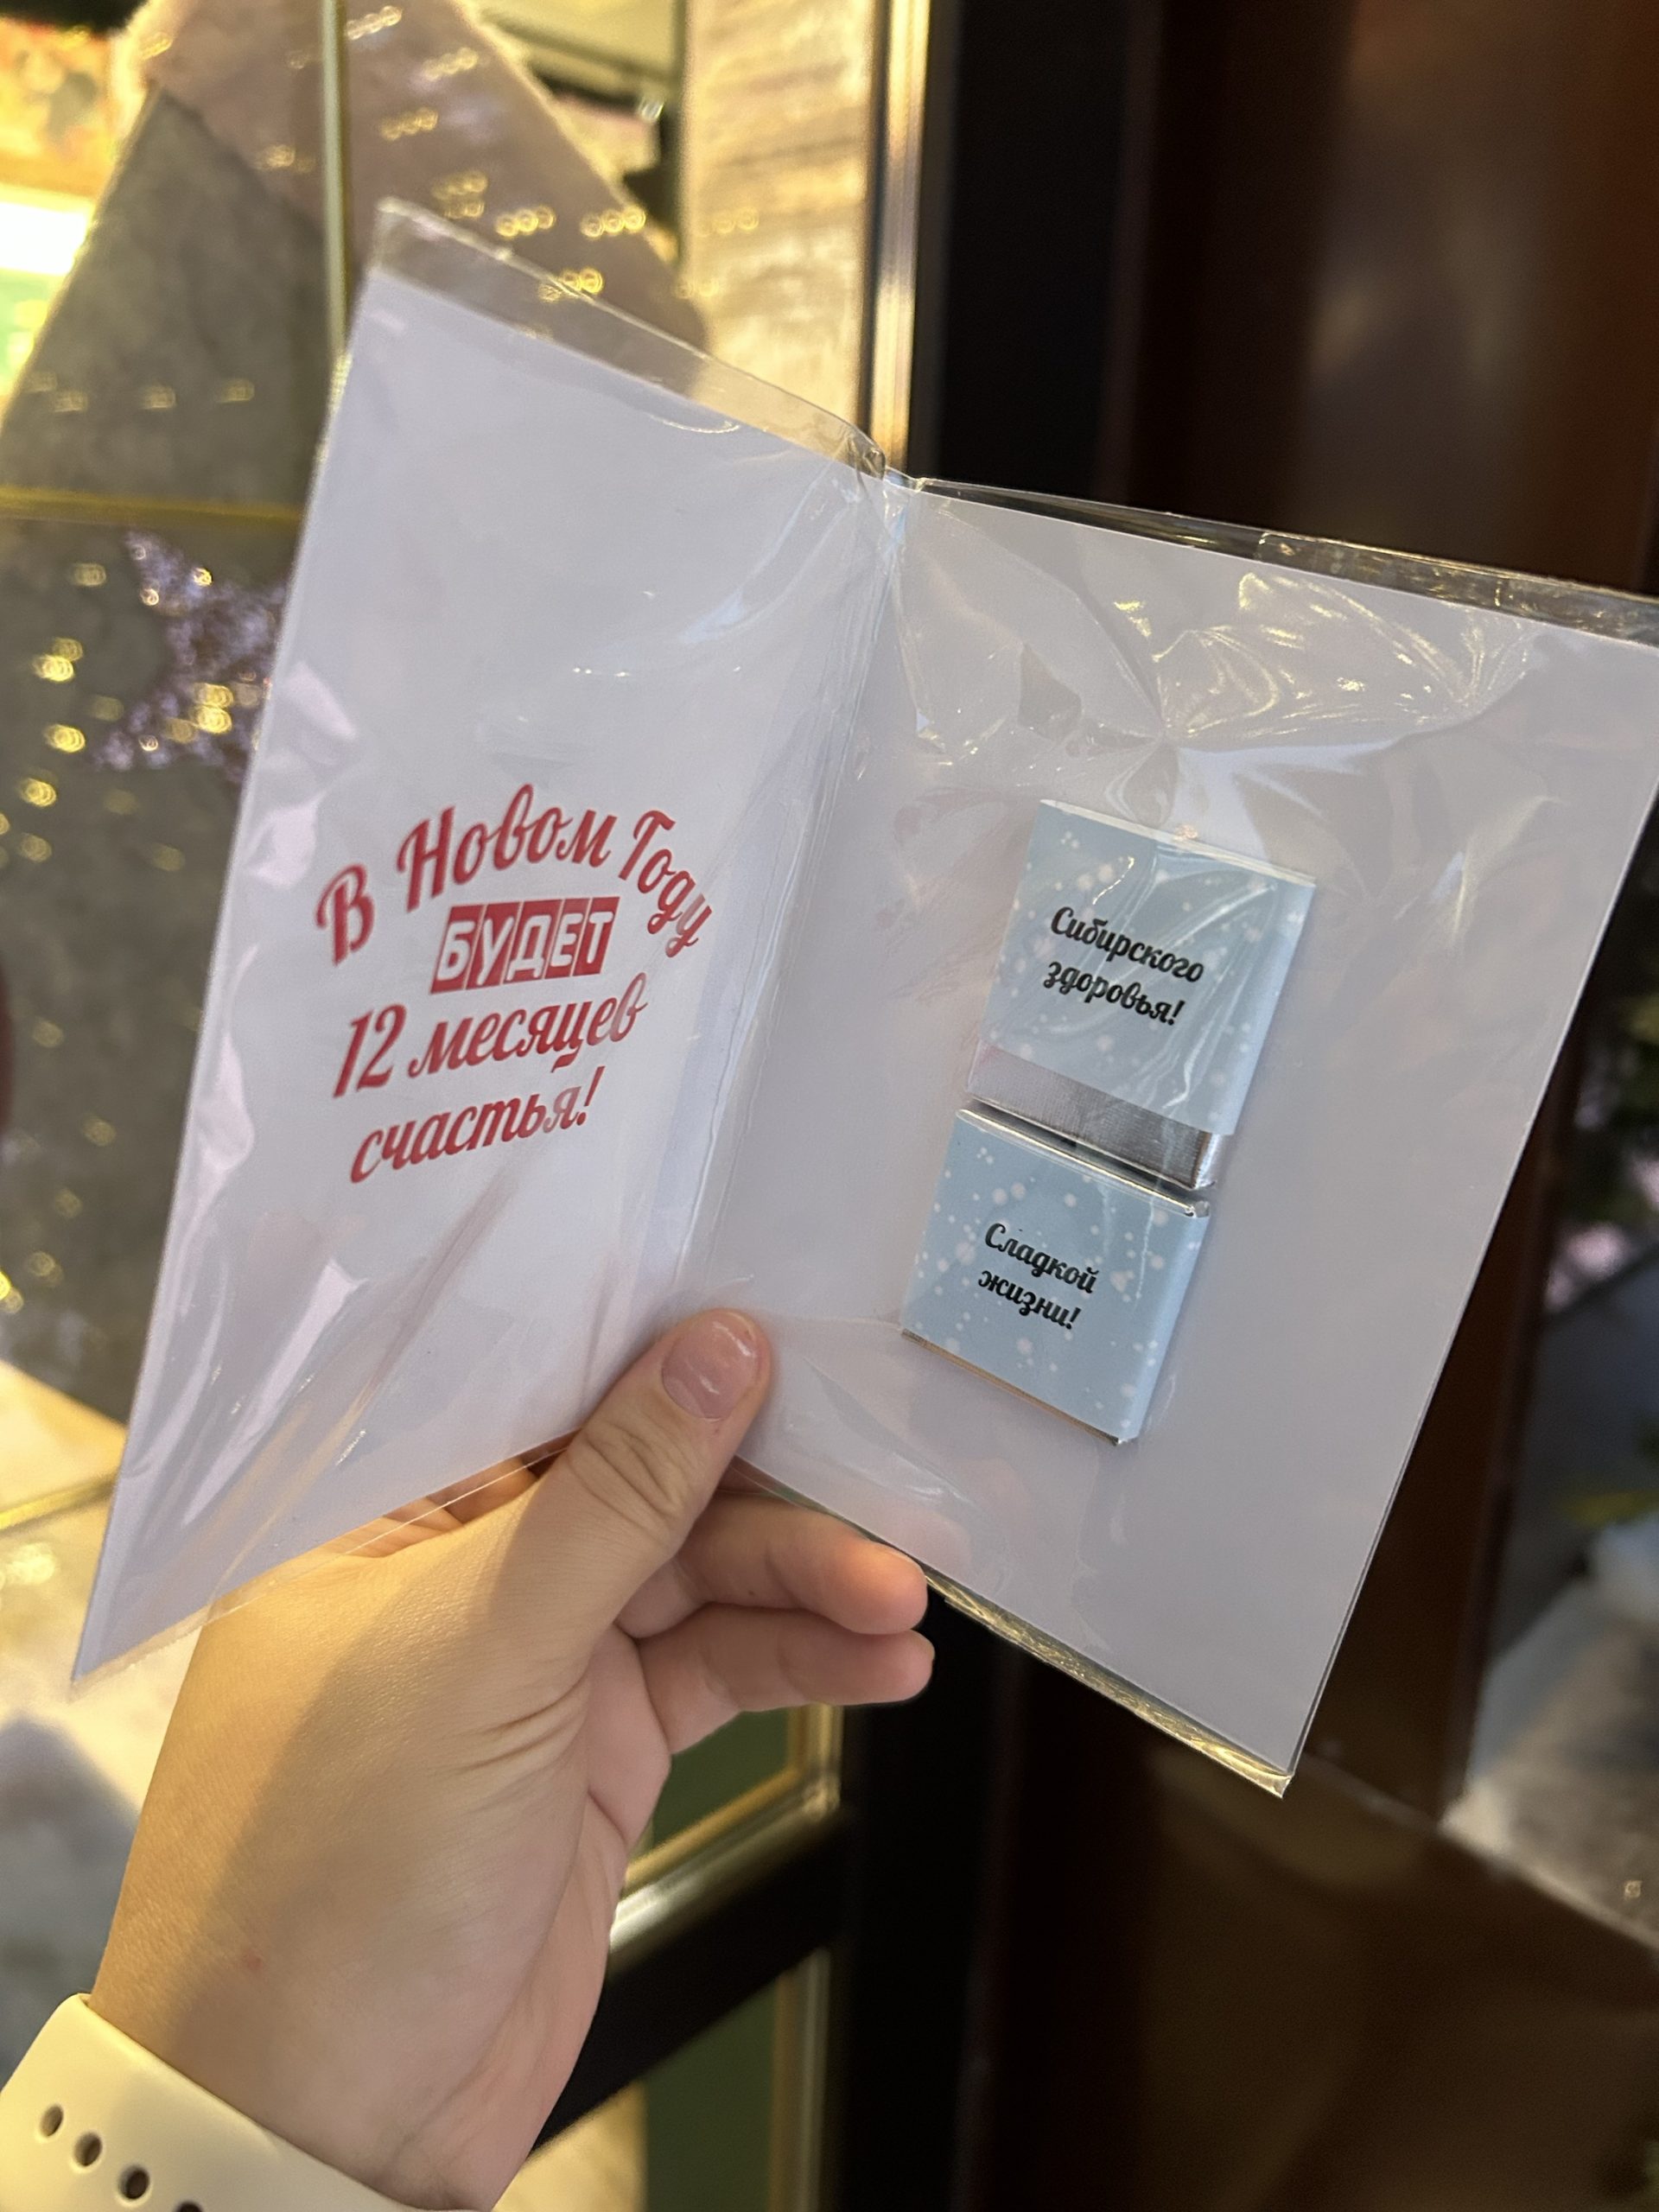 В Новом Году
БУДЕТ
12 месяцев
счастья!
Сибирского
здоровья!
Сладкой
жизни!